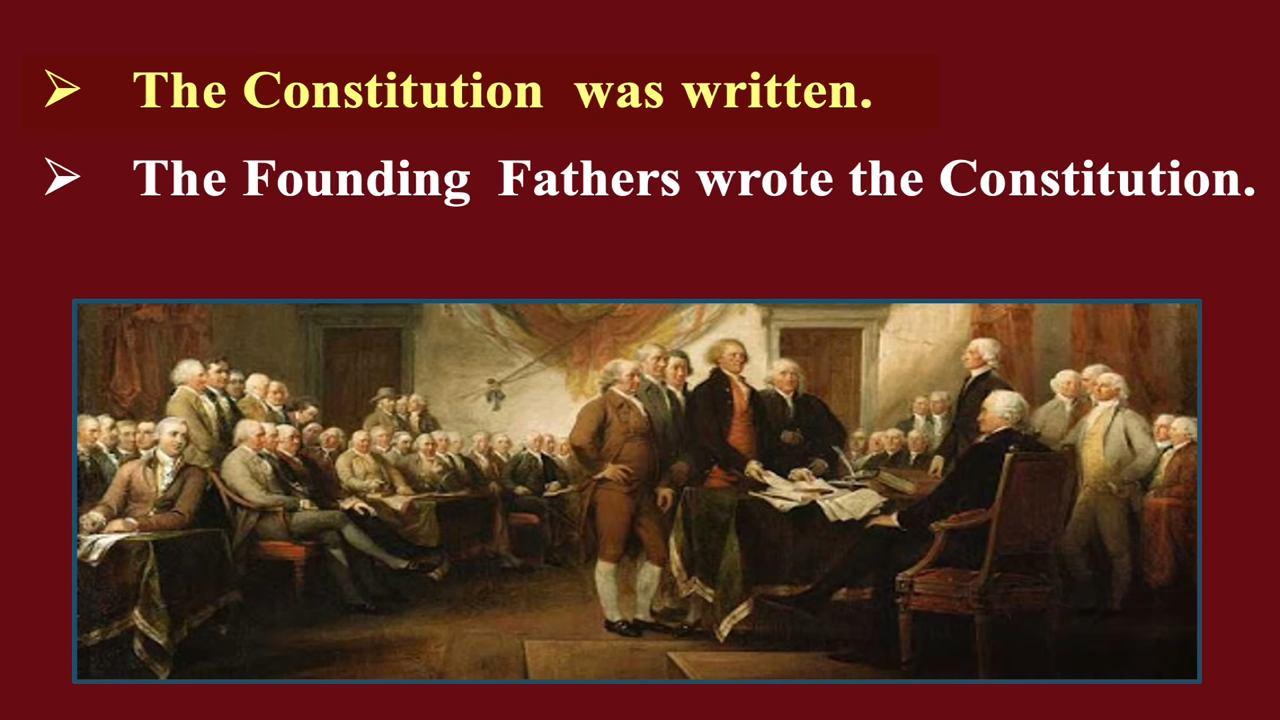 ➢ The Constitution was written.
➢ The Founding Fathers wrote the Constitution.